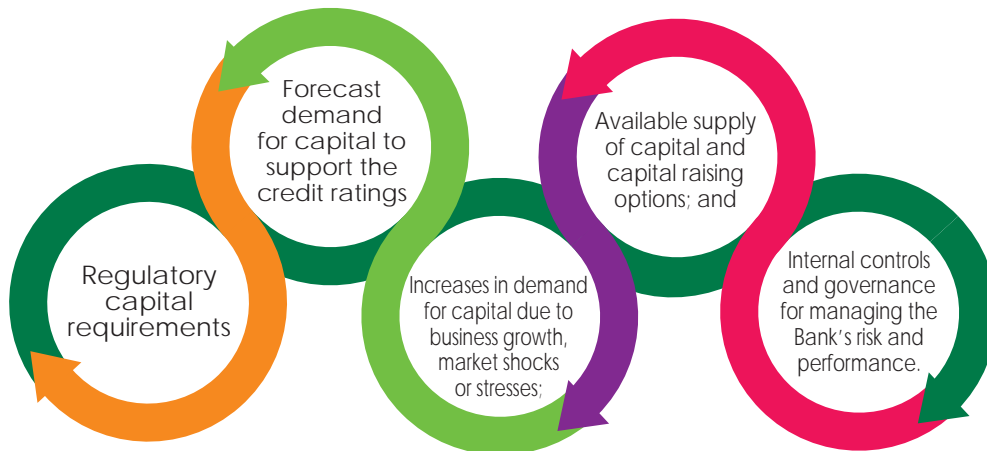 Regulatory
capital
requirements
Forecast
demand
for capital to
support the
credit ratings
Increases in demand
for capital due to
business growth,
market shocks
or stresses;
Available supply
of capital and
capital raising
options; and
Internal controls
and governance
for managing the
Bank's risk and
performance.